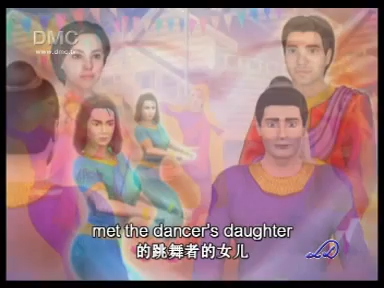 DMC
www.dmc.tv
met the dancer's daughter
的跳舞者的女儿